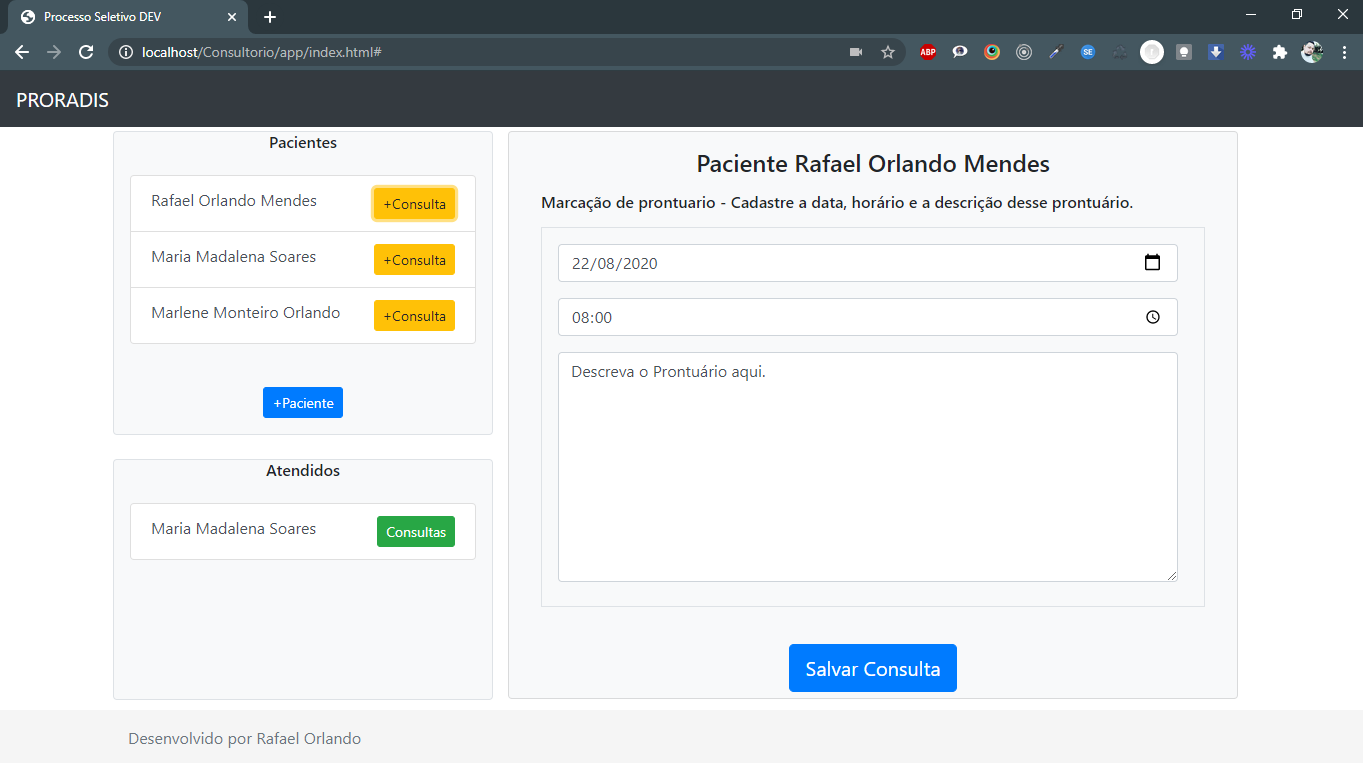 Processo Seletivo DEV
localhost/Consultorio/app/index.html#
ABP
SE
PRORADIS
Pacientes
Rafael Orlando Mendes
+Consulta
Maria Madalena Soares
+Consulta
Marlene Monteiro Orlando
+Consulta
+Paciente
Atendidos
Maria Madalena Soares
Consultas
Paciente Rafael Orlando Mendes
Marcação de prontuario - Cadastre a data, horário e a descrição desse prontuário.
22/08/2020
08:00
Descreva o Prontuário aqui.
Salvar Consulta
Desenvolvido por Rafael Orlando